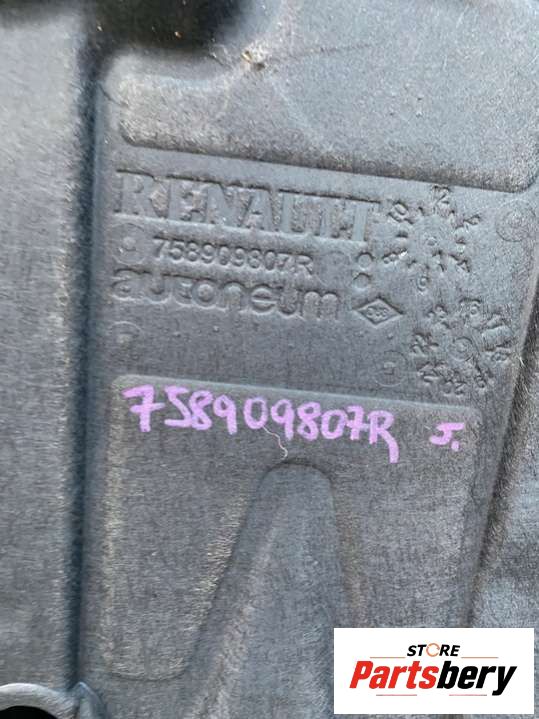 RENAULT
758909807R
autoneum
758909807R J.
STORE
Partsbery